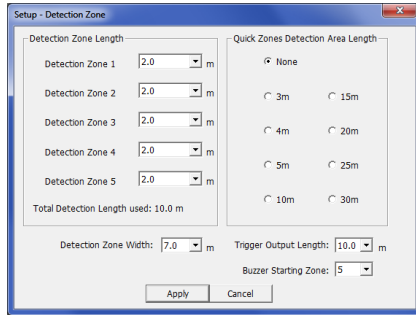 Setup - Detection Zone
Detection Zone Length
Detection Zone 1 2.0 m
Detection Zone 2 2.0 m
Detection Zone 3 2.0 m
Detection Zone 4 2.0 m
Detection Zone 5 2.0 m
Total Detection Length used: 10.0 m
Quick Zones Detection Area Length
None
3m 15m
4m 20m
5m 25m
10m 30m
Detection Zone Width: 7.0 m
Trigger Output Length: 10.0 m
Buzzer Starting Zone: 5
Apply Cancel